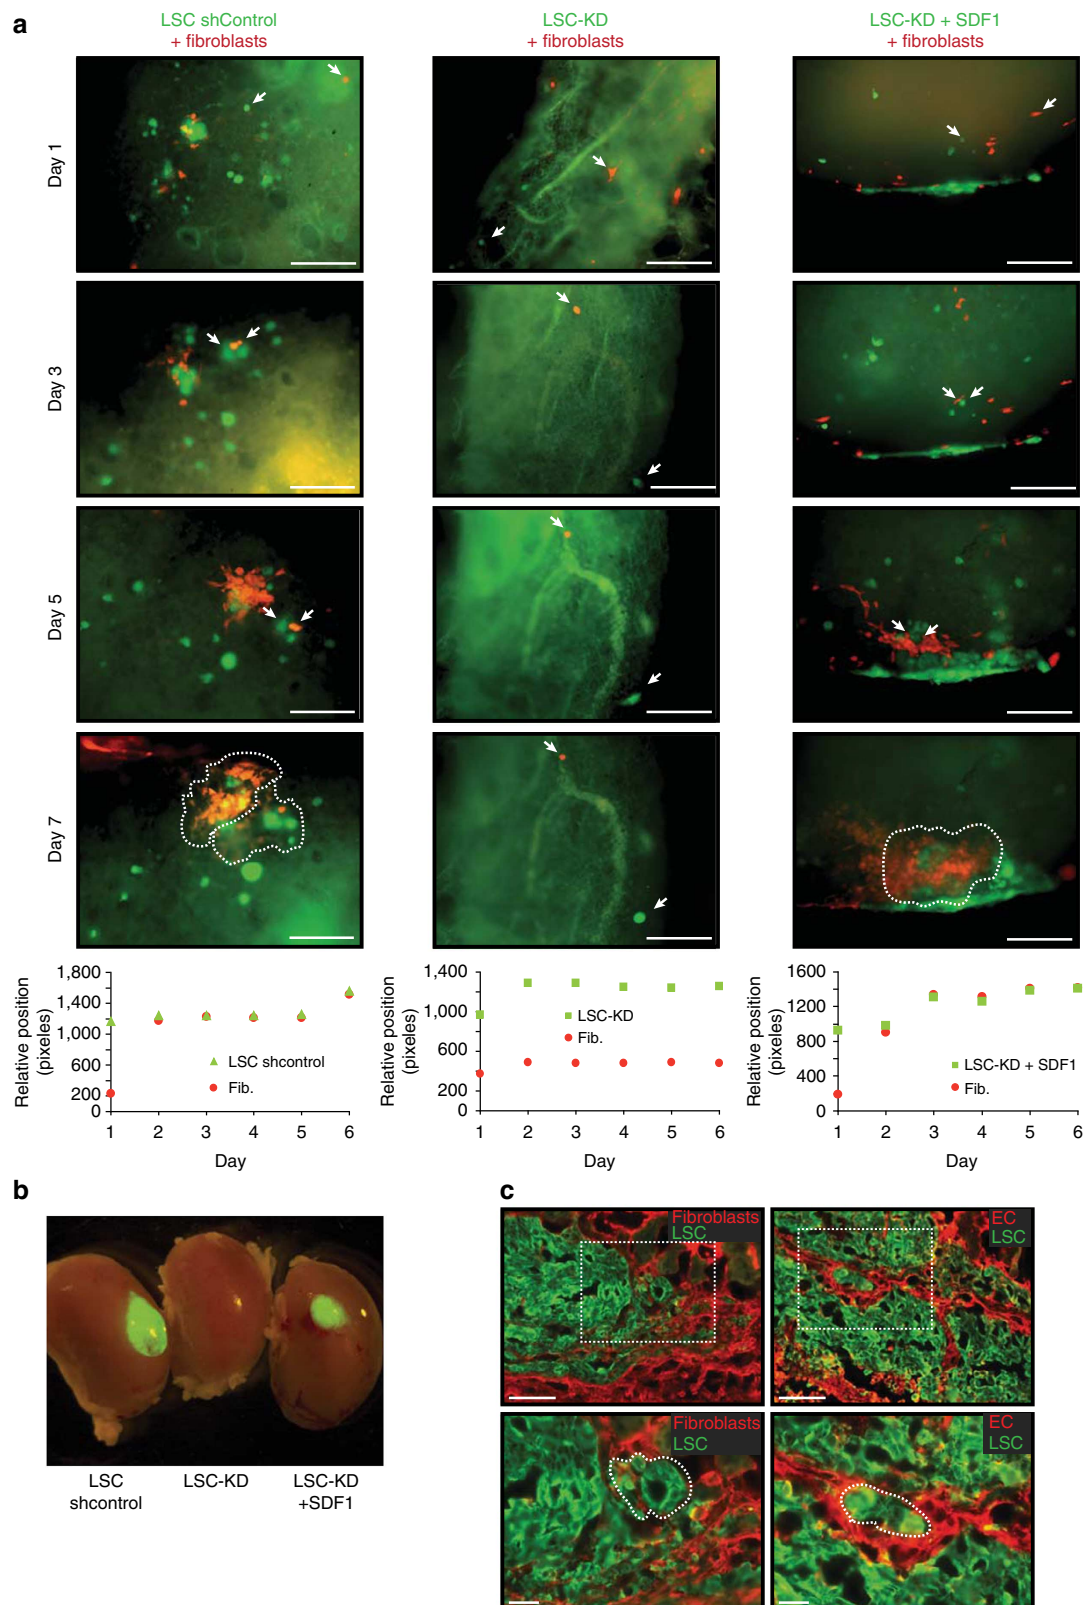 a
LSC shControl
+ fibroblasts
LSC-KD
+ fibroblasts
LSC-KD + SDF1
+ fibroblasts
Day 1
Day 3
Day 5
Day 7
Relative position
(pixeles)
1,800
1,400
1,000
600
200
0
LSC shcontrol
Fib.
1 2 3 4 5 6
Day
Relative position
(pixeles)
1,400
1,000
600
200
0
LSC-KD
Fib.
1 2 3 4 5 6
Day
Relative position
(pixeles)
1600
1200
800
400
0
LSC-KD + SDF1
Fib.
1 2 3 4 5 6
Day
b
LSC
shcontrol
LSC-KD
LSC-KD
+SDF1
c
Fibroblasts
LSC
EC
LSC
Fibroblasts
LSC
EC
LSC